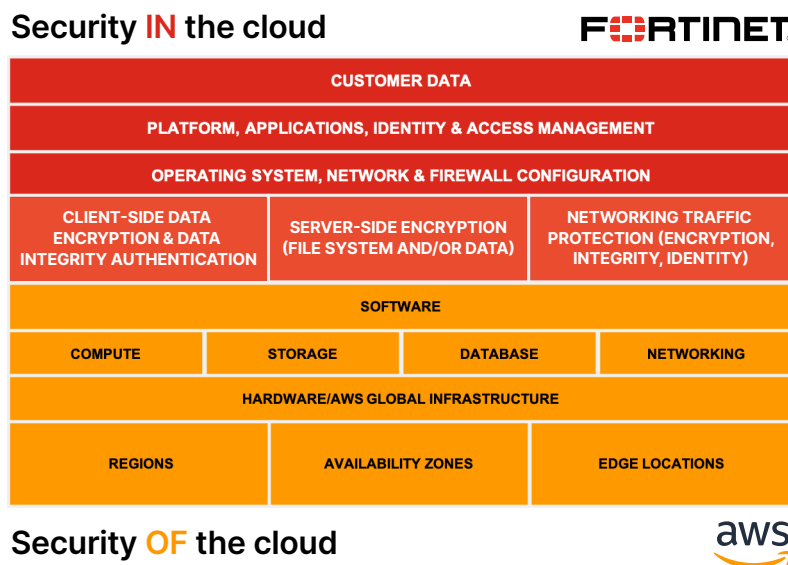 Security IN the cloud
FORTINET
CUSTOMER DATA
PLATFORM, APPLICATIONS, IDENTITY & ACCESS MANAGEMENT
OPERATING SYSTEM, NETWORK & FIREWALL CONFIGURATION
CLIENT-SIDE DATA
ENCRYPTION & DATA
INTEGRITY AUTHENTICATION
SERVER-SIDE ENCRYPTION
(FILE SYSTEM AND/OR DATA)
NETWORKING TRAFFIC
PROTECTION (ENCRYPTION,
INTEGRITY, IDENTITY)
SOFTWARE
COMPUTE
STORAGE
DATABASE
NETWORKING
HARDWARE/AWS GLOBAL INFRASTRUCTURE
REGIONS
AVAILABILITY ZONES
EDGE LOCATIONS
Security OF the cloud
aws